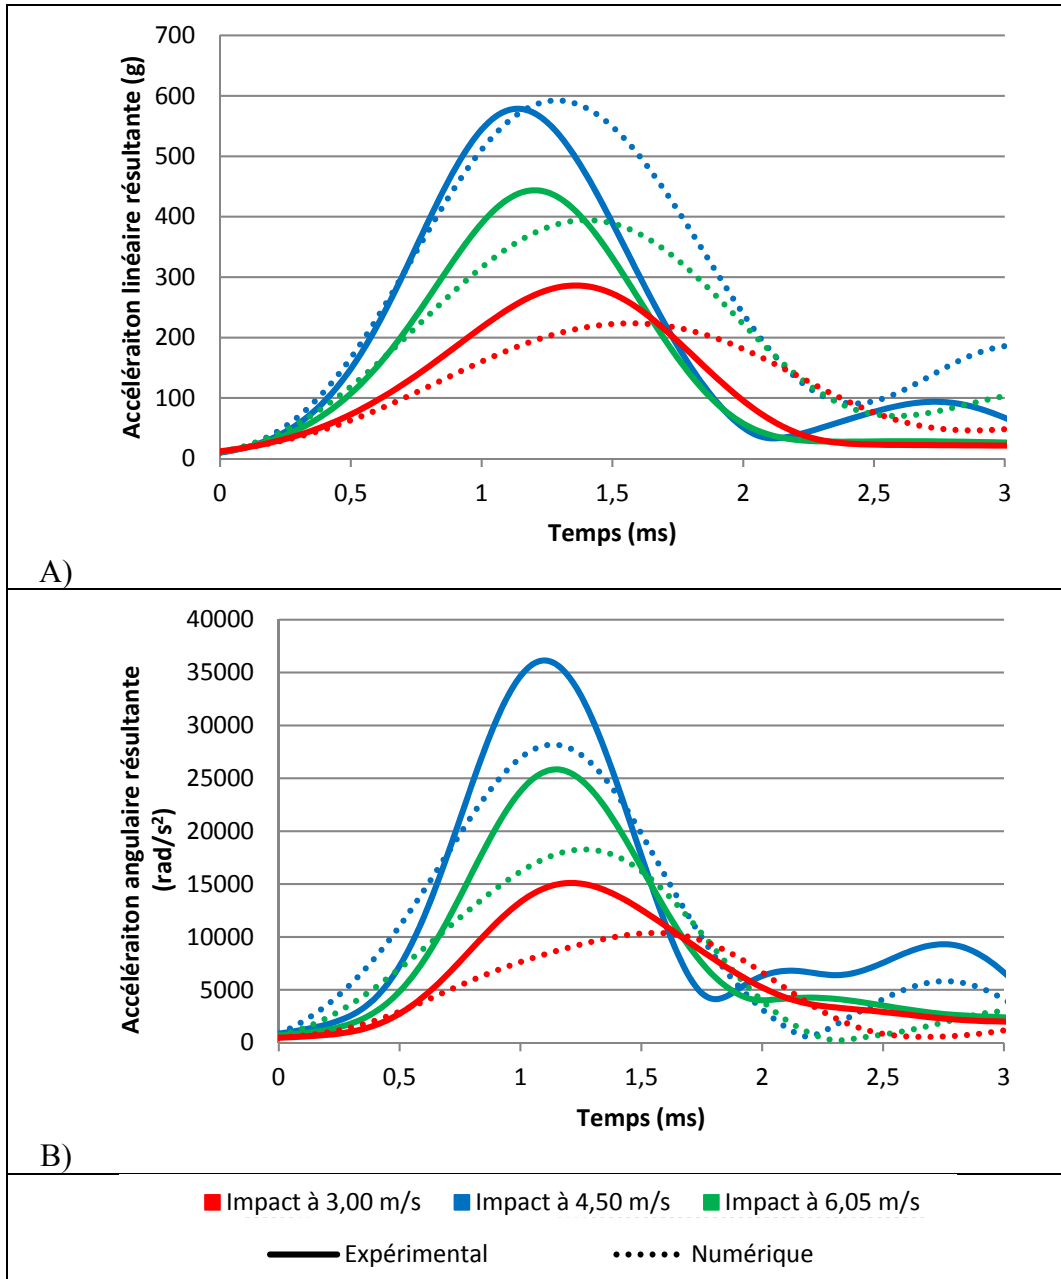 700
600
500
400
300
200
100
0
Accéléraiton linéaire résultante (g)
0 0,5 1 1,5 2 2,5 3
Temps (ms)
A)
40000
35000
30000
25000
20000
15000
10000
5000
0
Accéléraiton angulaire résultante
(rad/s²)
0 0,5 1 1,5 2 2,5 3
Temps (ms)
B)
Impact à 3,00 m/s Impact à 4,50 m/s Impact à 6,05 m/s
Expérimental Numérique